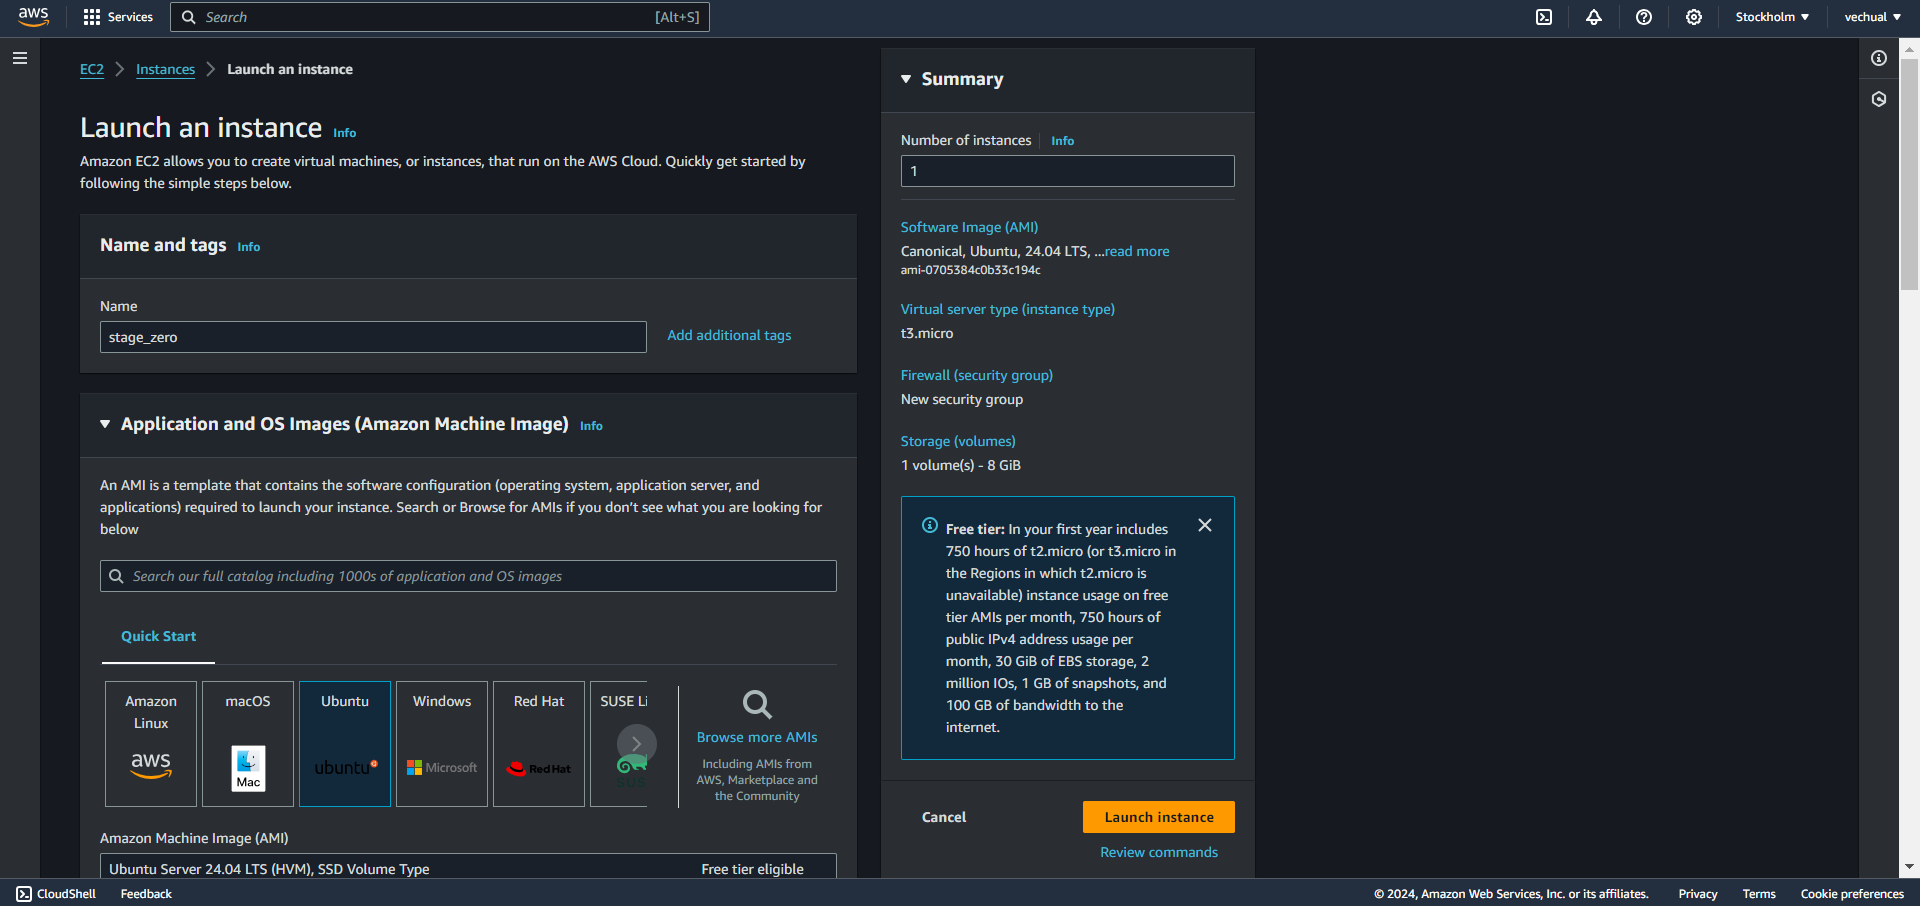 aws
Services
Search
[Alt+S]
Stockholm
vechual
EC2
Instances
Launch an instance
Launch an instance Info
Amazon EC2 allows you to create virtual machines, or instances, that run on the AWS Cloud. Quickly get started by
following the simple steps below.
Name and tags Info
Name
stage_zero
Add additional tags
Application and OS Images (Amazon Machine Image) Info
An AMI is a template that contains the software configuration (operating system, application server, and
applications) required to launch your instance. Search or Browse for AMIs if you don't see what you are looking for
below
Search our full catalog including 1000s of application and OS images
Quick Start
Amazon
Linux
aws
macOS
Mac
Ubuntu
ubuntu
Windows
Microsoft
Red Hat
Red Hat
SUSE Li
SUS
Browse more AMIs
Including AMIs from
AWS, Marketplace and
the Community
Amazon Machine Image (AMI)
Ubuntu Server 24.04 LTS (HVM), SSD Volume Type
Free tier eligible
Summary
Number of instances
Info
1
Software Image (AMI)
Canonical, Ubuntu, 24.04 LTS, ...read more
ami-0705384c0b33c194c
Virtual server type (instance type)
t3.micro
Firewall (security group)
New security group
Storage (volumes)
1 volume(s) - 8 GiB
Free tier: In your first year includes
750 hours of t2.micro (or t3.micro in
the Regions in which t2.micro is
unavailable) instance usage on free
tier AMIs per month, 750 hours of
public IPv4 address usage per
month, 30 GiB of EBS storage, 2
million IOs, 1 GB of snapshots, and
100 GB of bandwidth to the
internet.
Cancel
Launch instance
Review commands
CloudShell
Feedback
© 2024, Amazon Web Services, Inc. or its affiliates.
Privacy
Terms
Cookie preferences